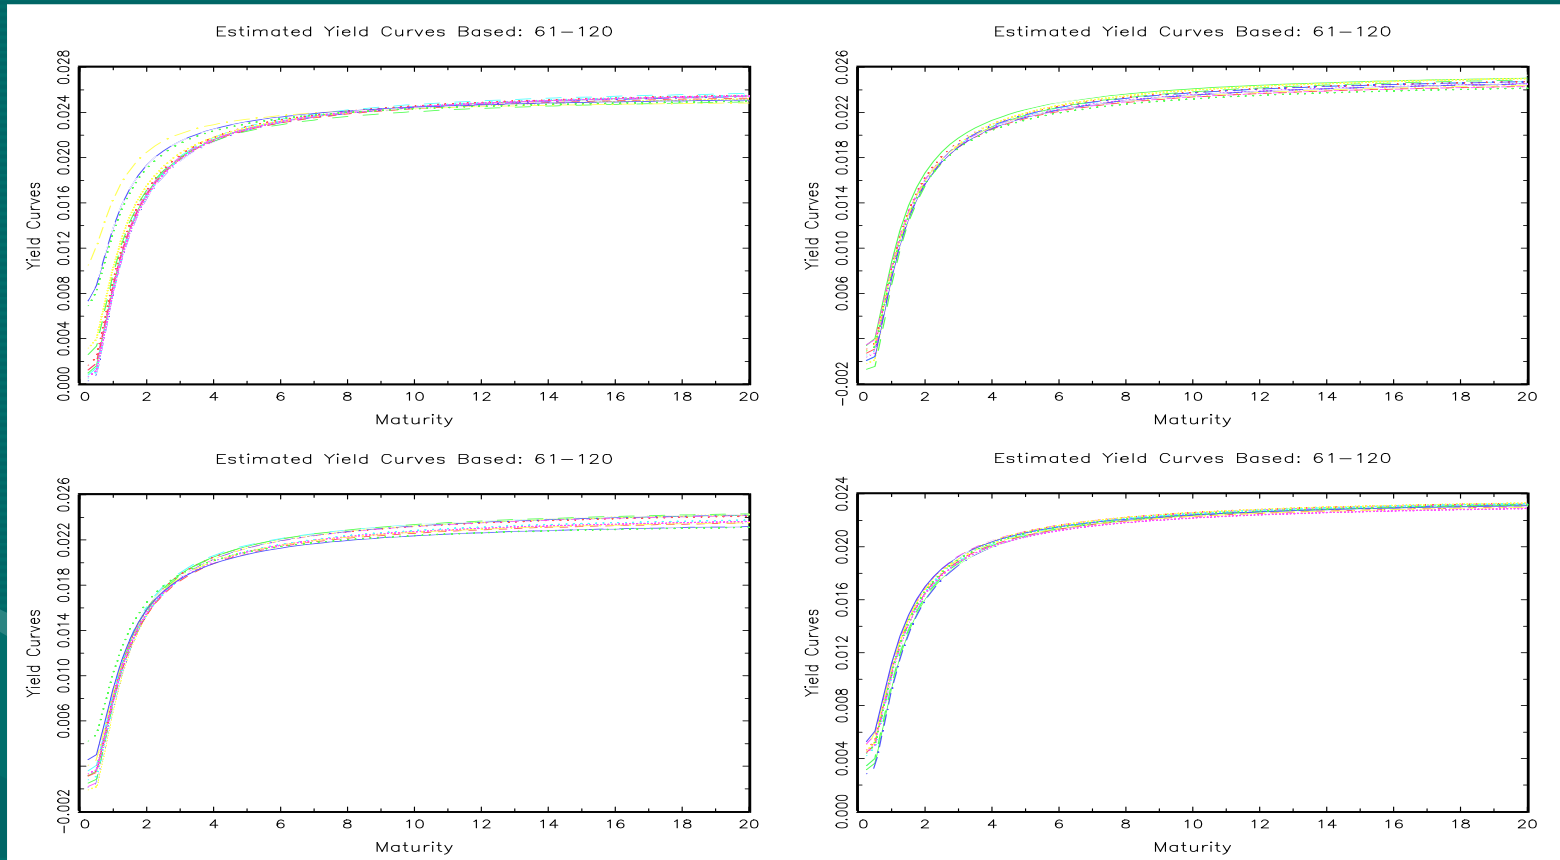 Estimated Yield Curves Based: 61−120
Yield Curves
0.000 0.004 0.008 0.012 0.016 0.020 0.024 0.028
0 2 4 6 8 10 12 14 16 18 20
Maturity
Estimated Yield Curves Based: 61−120
Yield Curves
−0.002 0.006 0.010 0.014 0.018 0.022 0.026
0 2 4 6 8 10 12 14 16 18 20
Maturity
Estimated Yield Curves Based: 61−120
Yield Curves
−0.002 0.006 0.010 0.014 0.018 0.022 0.026
0 2 4 6 8 10 12 14 16 18 20
Maturity
Estimated Yield Curves Based: 61−120
Yield Curves
0.000 0.004 0.008 0.012 0.016 0.020 0.024
0 2 4 6 8 10 12 14 16 18 20
Maturity